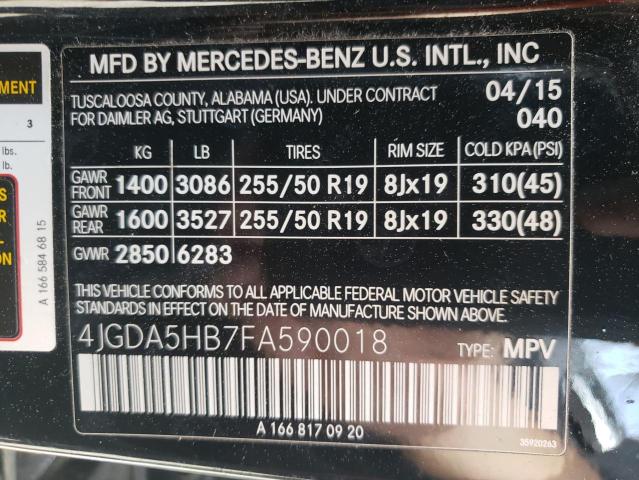 MFD BY MERCEDES-BENZ U.S. INTL., INC
TUSCALOOSA COUNTY, ALABAMA (USA). UNDER CONTRACT
FOR DAIMLER AG, STUTTGART (GERMANY)
04/15
040
KG LB TIRES RIM SIZE COLD KPA(PSI)
GAWR FRONT 1400 3086 255/50 R19 8Jx19 310(45)
GAWR REAR 1600 3527 255/50 R19 8Jx19 330(48)
GVWR 2850 6283
THIS VEHICLE CONFORMS TO ALL APPLICABLE FEDERAL MOTOR VEHICLE SAFETY
STANDARDS IN EFFECT ON THE DATE OF MANUFACTURE SHOWN ABOVE.
4JGDA5HB7FA590018 TYPE: MPV
A 166 817 09 20
35920263
3
lbs.
lb.
A 166 584 68 15